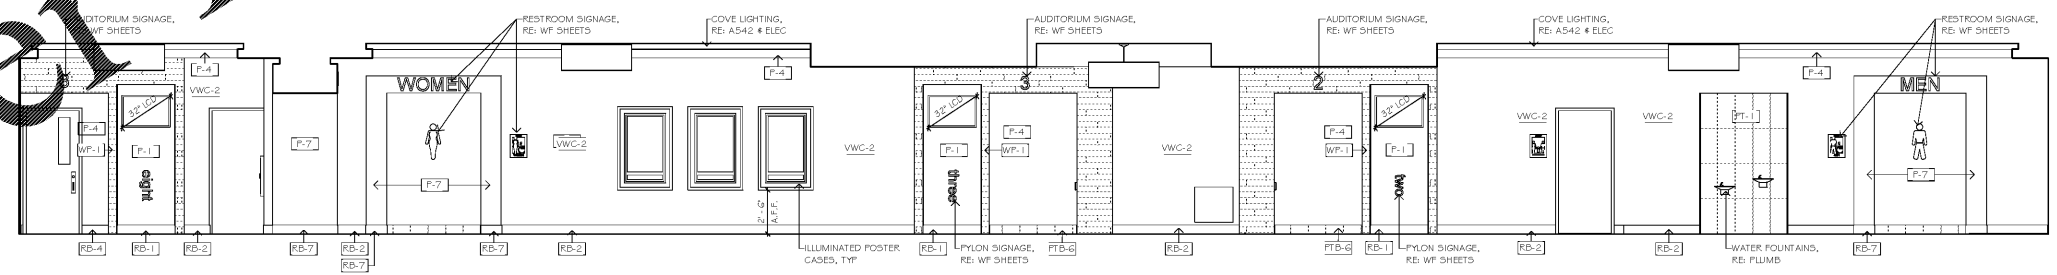 AUDITORIUM SIGNAGE,
WF SHEETS
RESTROOM SIGNAGE,
RE: WF SHEETS
COVE LIGHTING,
RE: A542 & ELEC
AUDITORIUM SIGNAGE,
RE: WF SHEETS
AUDITORIUM SIGNAGE,
RE: WF SHEETS
COVE LIGHTING,
RE: A542 & ELEC
RESTROOM SIGNAGE,
RE: WF SHEETS
P-4
P-4
P-4
8
WOMEN
3
2
MEN
VWC-2
32" LCD
32" LCD
32" LCD
P-4
P-7
VWC-2
VWC-2
P-4
VWC-2
P-4
VWC-2
VWC-2
PT-1
WP-1
P-1
P-1
WP-1
WP-1
P-1
eight
P-7
three
two
P-7
2' - 6"
A.F.F.
RB-4
RB-1
RB-2
RB-7
RB-2
RB-7
RB-7
RB-2
ILLUMINATED POSTER
CASES, TYP
RB-1
PYLON SIGNAGE,
RE: WF SHEETS
PTB-6
RB-2
PTB-6
RB-1
PYLON SIGNAGE,
RE: WF SHEETS
RB-2
RB-2
WATER FOUNTAINS,
RE: PLUMB
RB-7